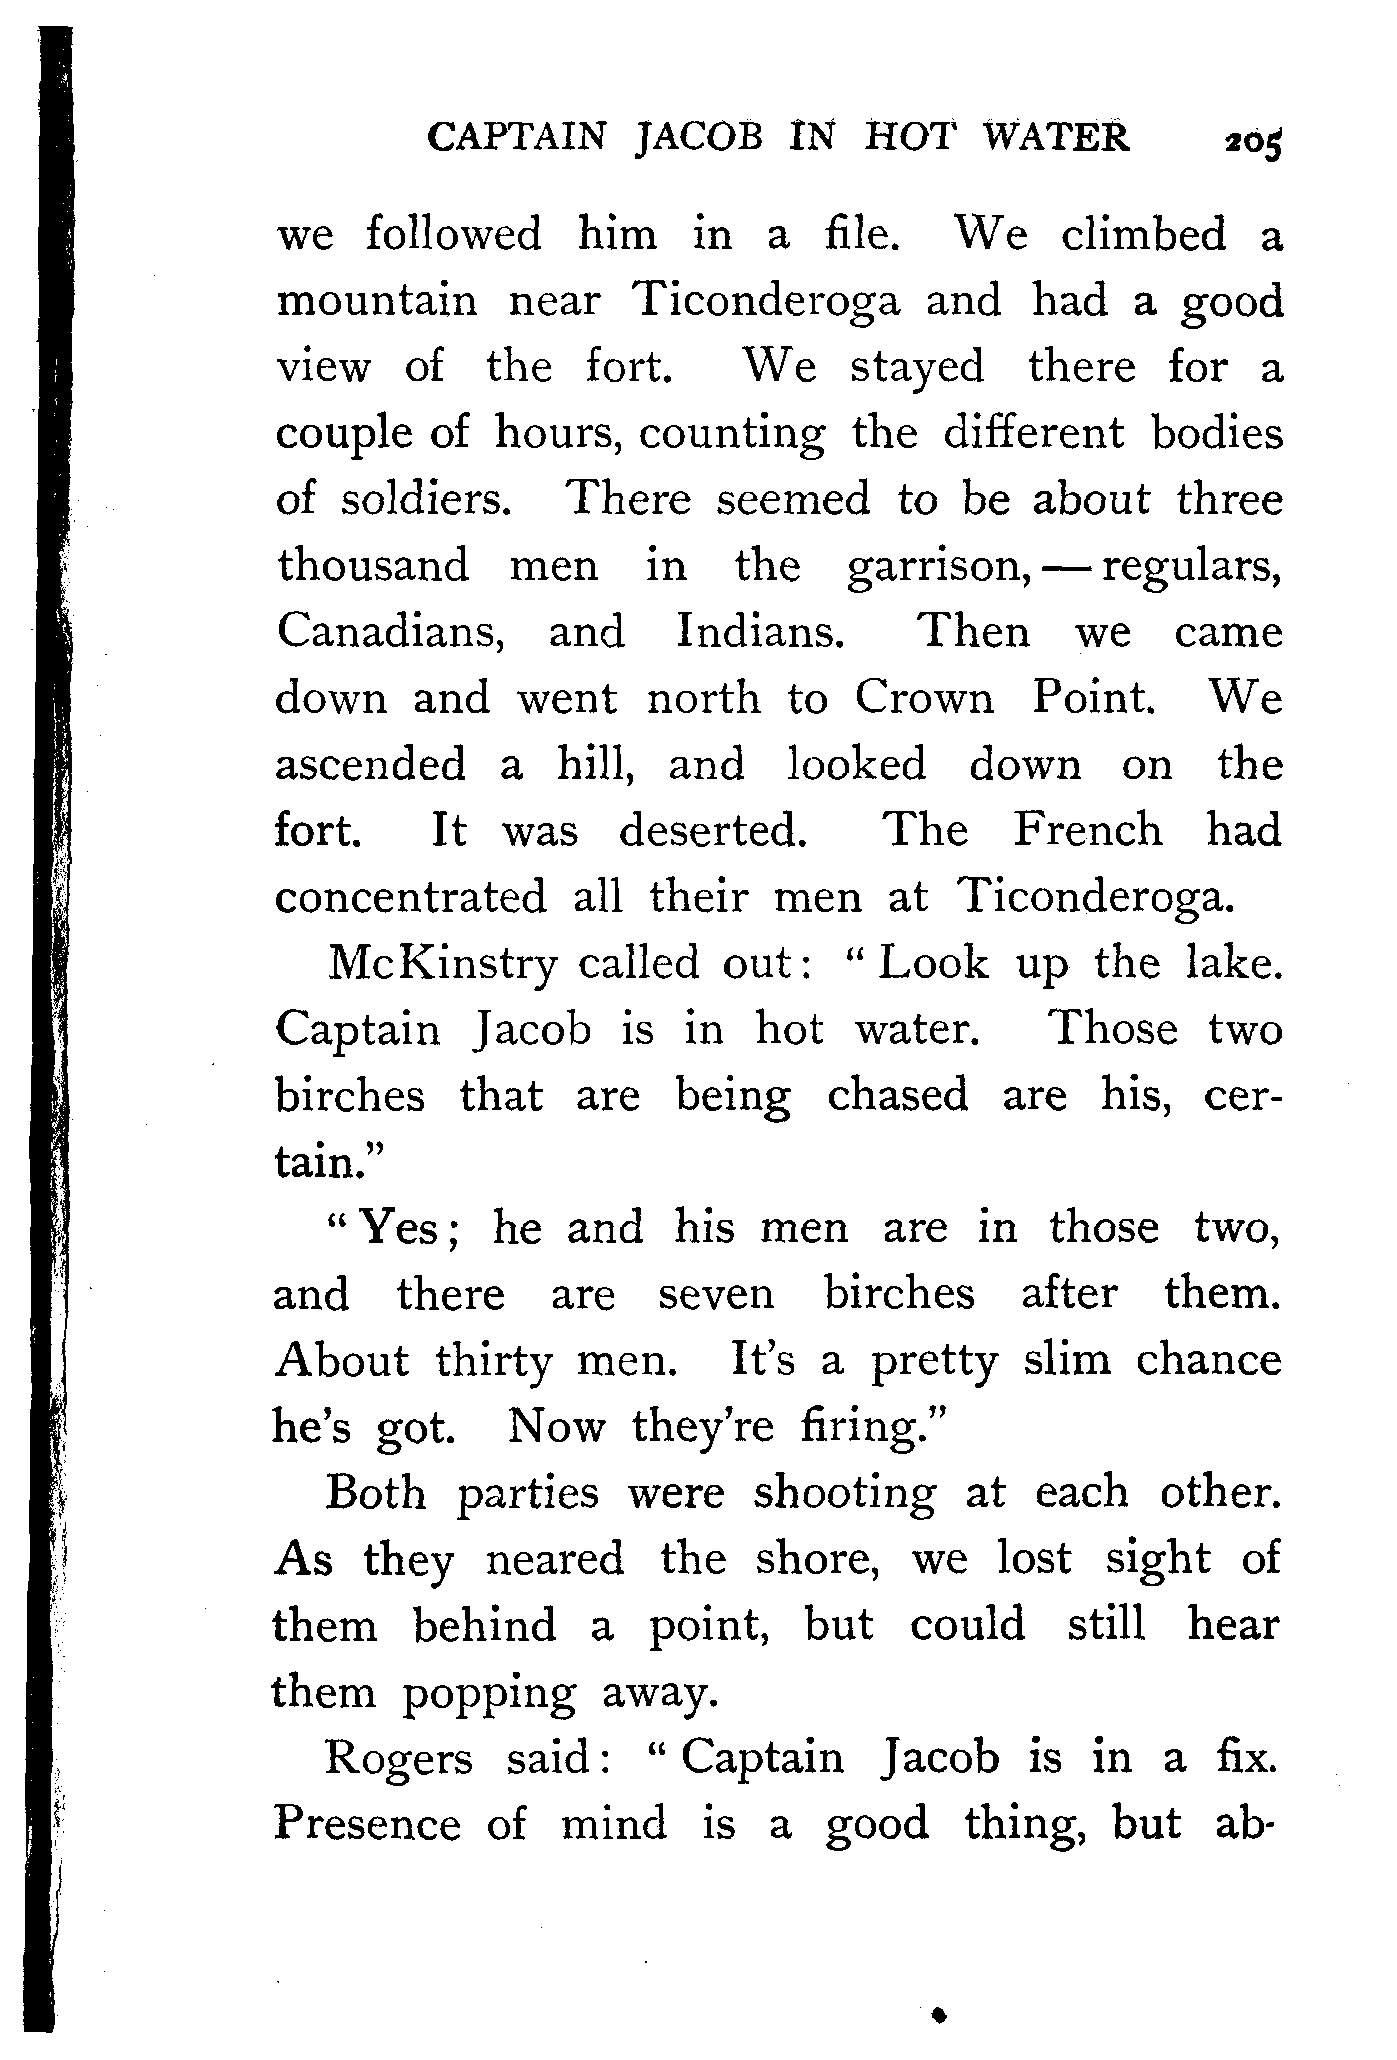 CAPTAIN JACOB IN HOT WATER 205
we followed him in a file. We climbed a
mountain near Ticonderoga and had a good
view of the fort. We stayed there for a
couple of hours, counting the different bodies
of soldiers. There seemed to be about three
thousand men in the garrison, — regulars,
Canadians, and Indians. Then we came
down and went north to Crown Point. We
ascended a hill, and looked down on the
fort. It was deserted. The French had
concentrated all their men at Ticonderoga.
McKinstry called out: “Look up the lake.
Captain Jacob is in hot water. Those two
birches that are being chased are his, cer-
tain.”
“Yes; he and his men are in those two,
and there are seven birches after them.
About thirty men. It's a pretty slim chance
he's got. Now they're firing.”
Both parties were shooting at each other.
As they neared the shore, we lost sight of
them behind a point, but could still hear
them popping away.
Rogers said: “Captain Jacob is in a fix.
Presence of mind is a good thing, but ab-